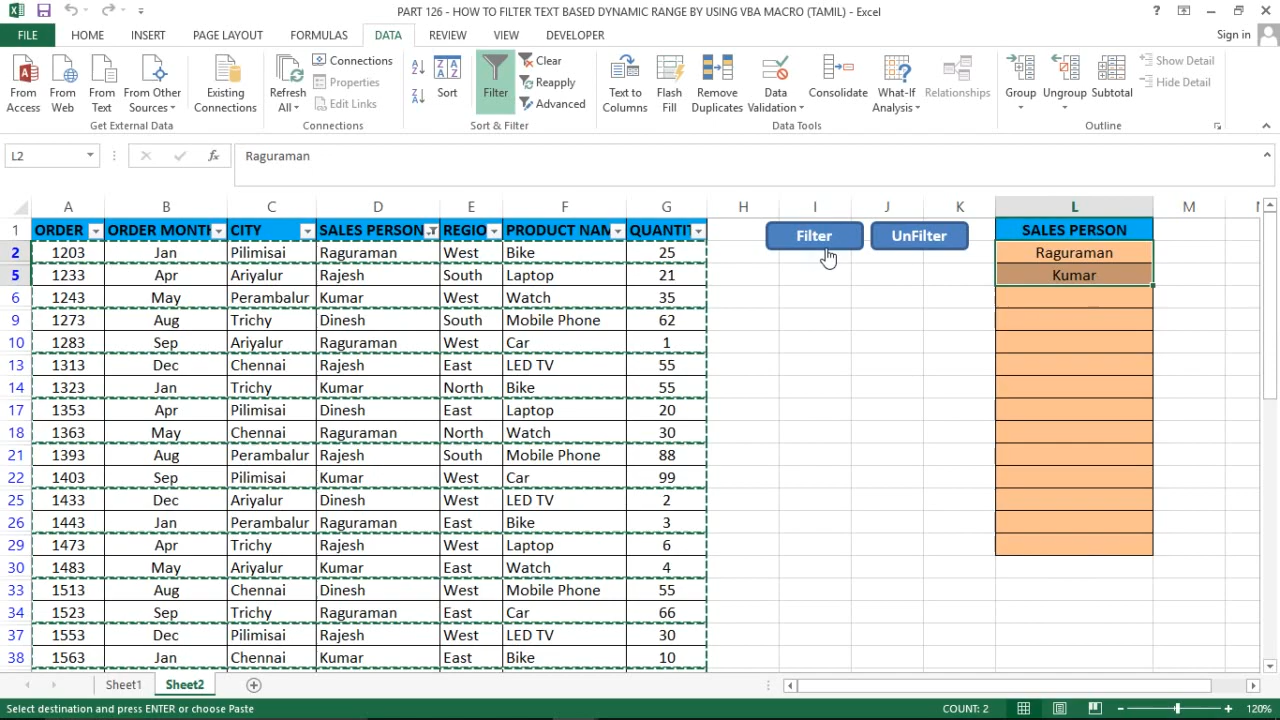 PART 126 - HOW TO FILTER TEXT BASED DYNAMIC RANGE BY USING VBA MACRO (TAMIL) - Excel
FILE HOME INSERT PAGE LAYOUT FORMULAS DATA REVIEW VIEW DEVELOPER Sign in
From Access
From Web
From Text
From Other Sources
Existing Connections
Get External Data
Refresh All
Connections
Properties
Edit Links
Connections
Sort
Filter
Clear
Reapply
Advanced
Sort & Filter
Text to Columns
Flash Fill
Remove Duplicates
Data Validation
Consolidate
What-If Analysis
Relationships
Data Tools
Group
Ungroup
Subtotal
Show Detail
Hide Detail
Outline
L2 fx Raguraman
A B C D E F G H I J K L M
1 ORDER ORDER MONTH CITY SALES PERSON REGIO PRODUCT NAM QUANTIT Filter UnFilter SALES PERSON
2 1203 Jan Pilimisai Raguraman West Bike 25 Raguraman
5 1233 Apr Ariyalur Rajesh South Laptop 21 Kumar
6 1243 May Perambalur Kumar West Watch 35
9 1273 Aug Trichy Dinesh South Mobile Phone 62
10 1283 Sep Ariyalur Raguraman West Car 1
13 1313 Dec Chennai Rajesh East LED TV 55
14 1323 Jan Trichy Kumar North Bike 55
17 1353 Apr Pilimisai Dinesh East Laptop 20
18 1363 May Chennai Raguraman North Watch 30
21 1393 Aug Perambalur Rajesh South Mobile Phone 88
22 1403 Sep Pilimisai Kumar West Car 99
25 1433 Dec Ariyalur Dinesh West LED TV 2
26 1443 Jan Perambalur Raguraman East Bike 3
29 1473 Apr Trichy Rajesh West Laptop 6
30 1483 May Ariyalur Kumar East Watch 4
33 1513 Aug Chennai Dinesh West Mobile Phone 55
34 1523 Sep Trichy Raguraman East Car 66
37 1553 Dec Pilimisai Rajesh West LED TV 30
38 1563 Jan Chennai Kumar East Bike 10
Sheet1 Sheet2
Select destination and press ENTER or choose Paste COUNT: 2 120%